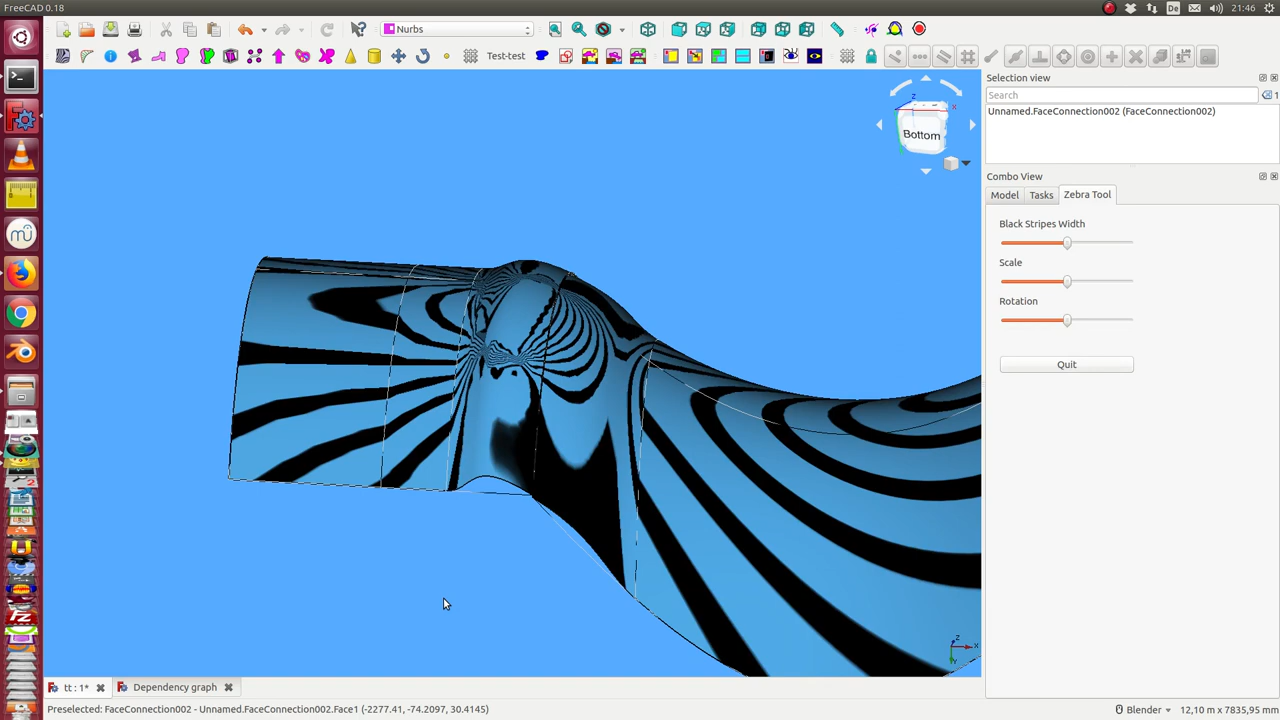 FreeCAD 0.18
De
21:46
Nurbs
Test-test
Selection view
Search
1
Unnamed.FaceConnection002 (FaceConnection002)
Combo View
Model
Tasks
Zebra Tool
Black Stripes Width
Scale
Rotation
Quit
z
x
Bottom
Z
X
Y
tt : 1*
Dependency graph
Preselected: FaceConnection002 - Unnamed.FaceConnection002.Face1 (-2277.41, -74.2097, 30.4145)
Blender
12,10 m x 7835,95 mm